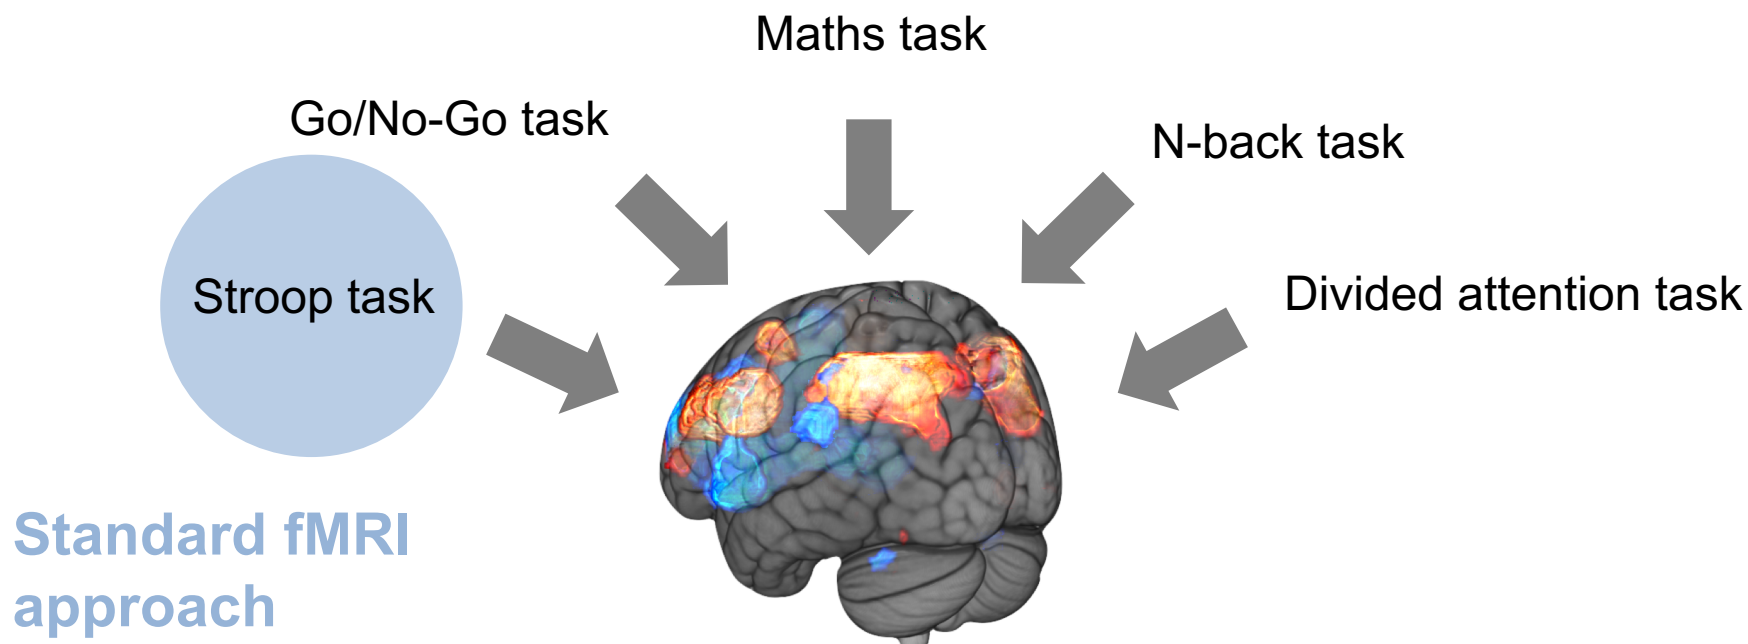 Maths task
Go/No-Go task
N-back task
Stroop task
Divided attention task
Standard fMRI
approach